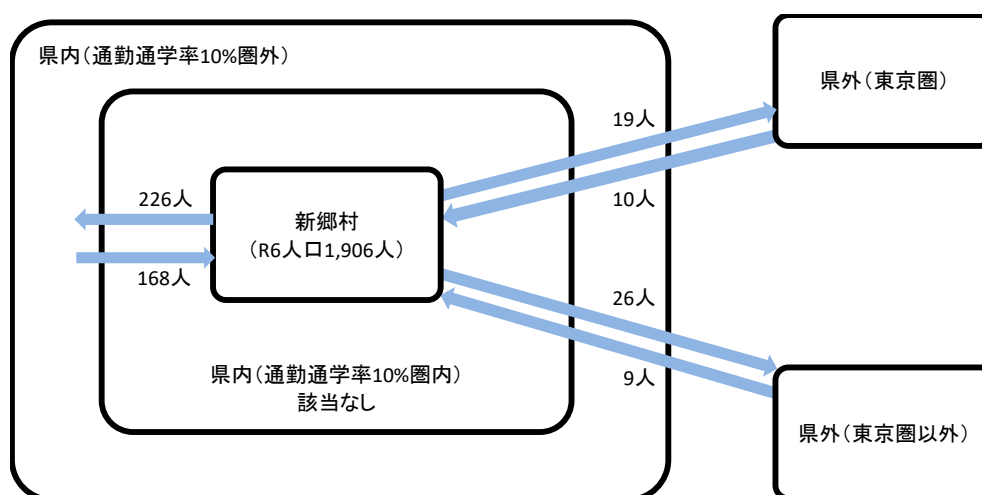 県内（通勤通学率10%圏外）
県外（東京圏）
19人
10人
226人
168人
新郷村
（R6人口1,906人）
26人
9人
県内（通勤通学率10%圏内）
該当なし
県外（東京圏以外）